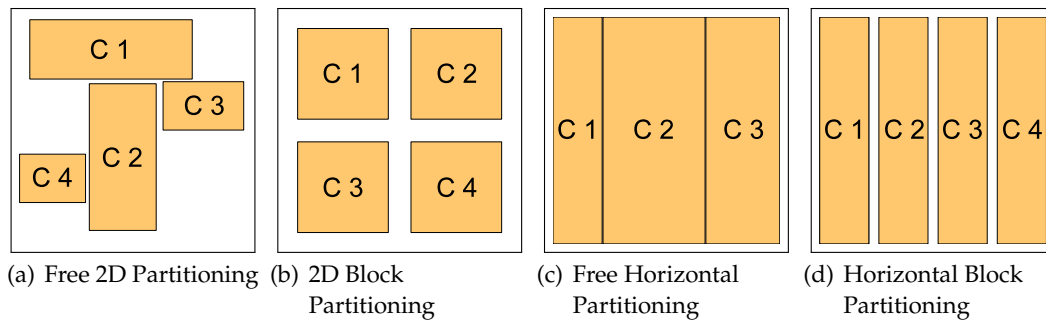 C 1
C 3
C 2
C 4
(a) Free 2D Partitioning
C 1 C 2
C 3 C 4
(b) 2D Block
Partitioning
C 1 C 2 C 3
(c) Free Horizontal
Partitioning
C 1 C 2 C 3 C 4
(d) Horizontal Block
Partitioning